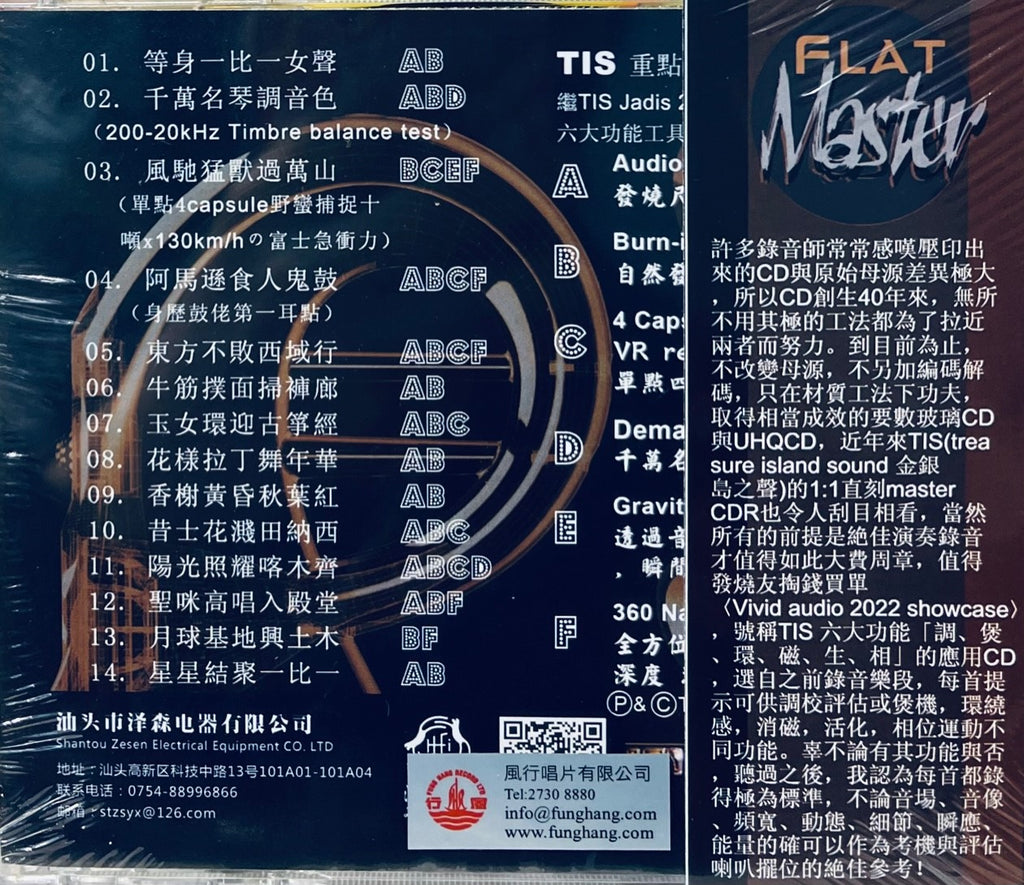 01. 等身一比一女聲 AB
02. 千萬名琴調音色 ABD
（200-20kHz Timbre balance test）
03. 風馳猛獸過萬山 BCEF
（單點4capsule野蠻捕捉十
噸x130km/hの富士急衝力）
04. 阿馬遜食人鬼鼓 ABCF
（身歷鼓佬第一耳點）
05. 東方不敗西域行 ABCF
06. 牛筋撲面掃褲廊 AB
07. 玉女環迎古箏經 ABC
08. 花樣拉丁舞年華 AB
09. 香榭黃昏秋葉紅 AB
10. 昔士花濺田納西 ABC
11. 陽光照耀喀木齊 ABCD
12. 聖咪高唱入殿堂 ABF
13. 月球基地興土木 BF
14. 星星結聚一比一 AB
汕头市泽森电器有限公司
Shantou Zesen Electrical Equipment CO. LTD
地址：汕头高新区科技中路13号101A01-101A04
联系电话：0754-88996866
邮箱：stzsyx@126.com
TIS 重點
繼TIS Jadis
六大功能工具
A Audio
發燒
B Burn-i
自然發
C 4 Caps
VR re
單點四
D Dema
千萬名
E Gravit
透過音
，瞬間
F 360 Na
全方位
深度
Ⓟ&Ⓒ
FUNG HANG RECORD LTD
風行唱片有限公司
Tel:2730 8880
info@funghang.com
www.funghang.com
FLAT
Master
許多錄音師常常感嘆壓印出
來的CD與原始母源差異極大
，所以CD創生40年來，無所
不用其極的工法都為了拉近
兩者而努力。到目前為止，
不改變母源，不另加編碼解
碼，只在材質工法下功夫，
取得相當成效的要數玻璃CD
與UHQCD，近年來TIS(trea
sure island sound 金銀
島之聲)的1:1直刻master
CDR也令人刮目相看，當然
所有的前提是絶佳演奏錄音
才值得如此大費周章，值得
發燒友掏錢買單
〈Vivid audio 2022 showcase〉
，號稱TIS 六大功能「調、煲
、環、磁、生、相」的應用CD
，選自之前錄音樂段，每首提
示可供調校評估或煲機，環繞
感，消磁，活化，相位運動不
同功能。辜不論有其功能與否
，聽過之後，我認為每首都錄
得極為標準，不論音場、音像
、頻寬、動態、細節、瞬應、
能量的確可以作為考機與評估
喇叭擺位的絶佳參考！